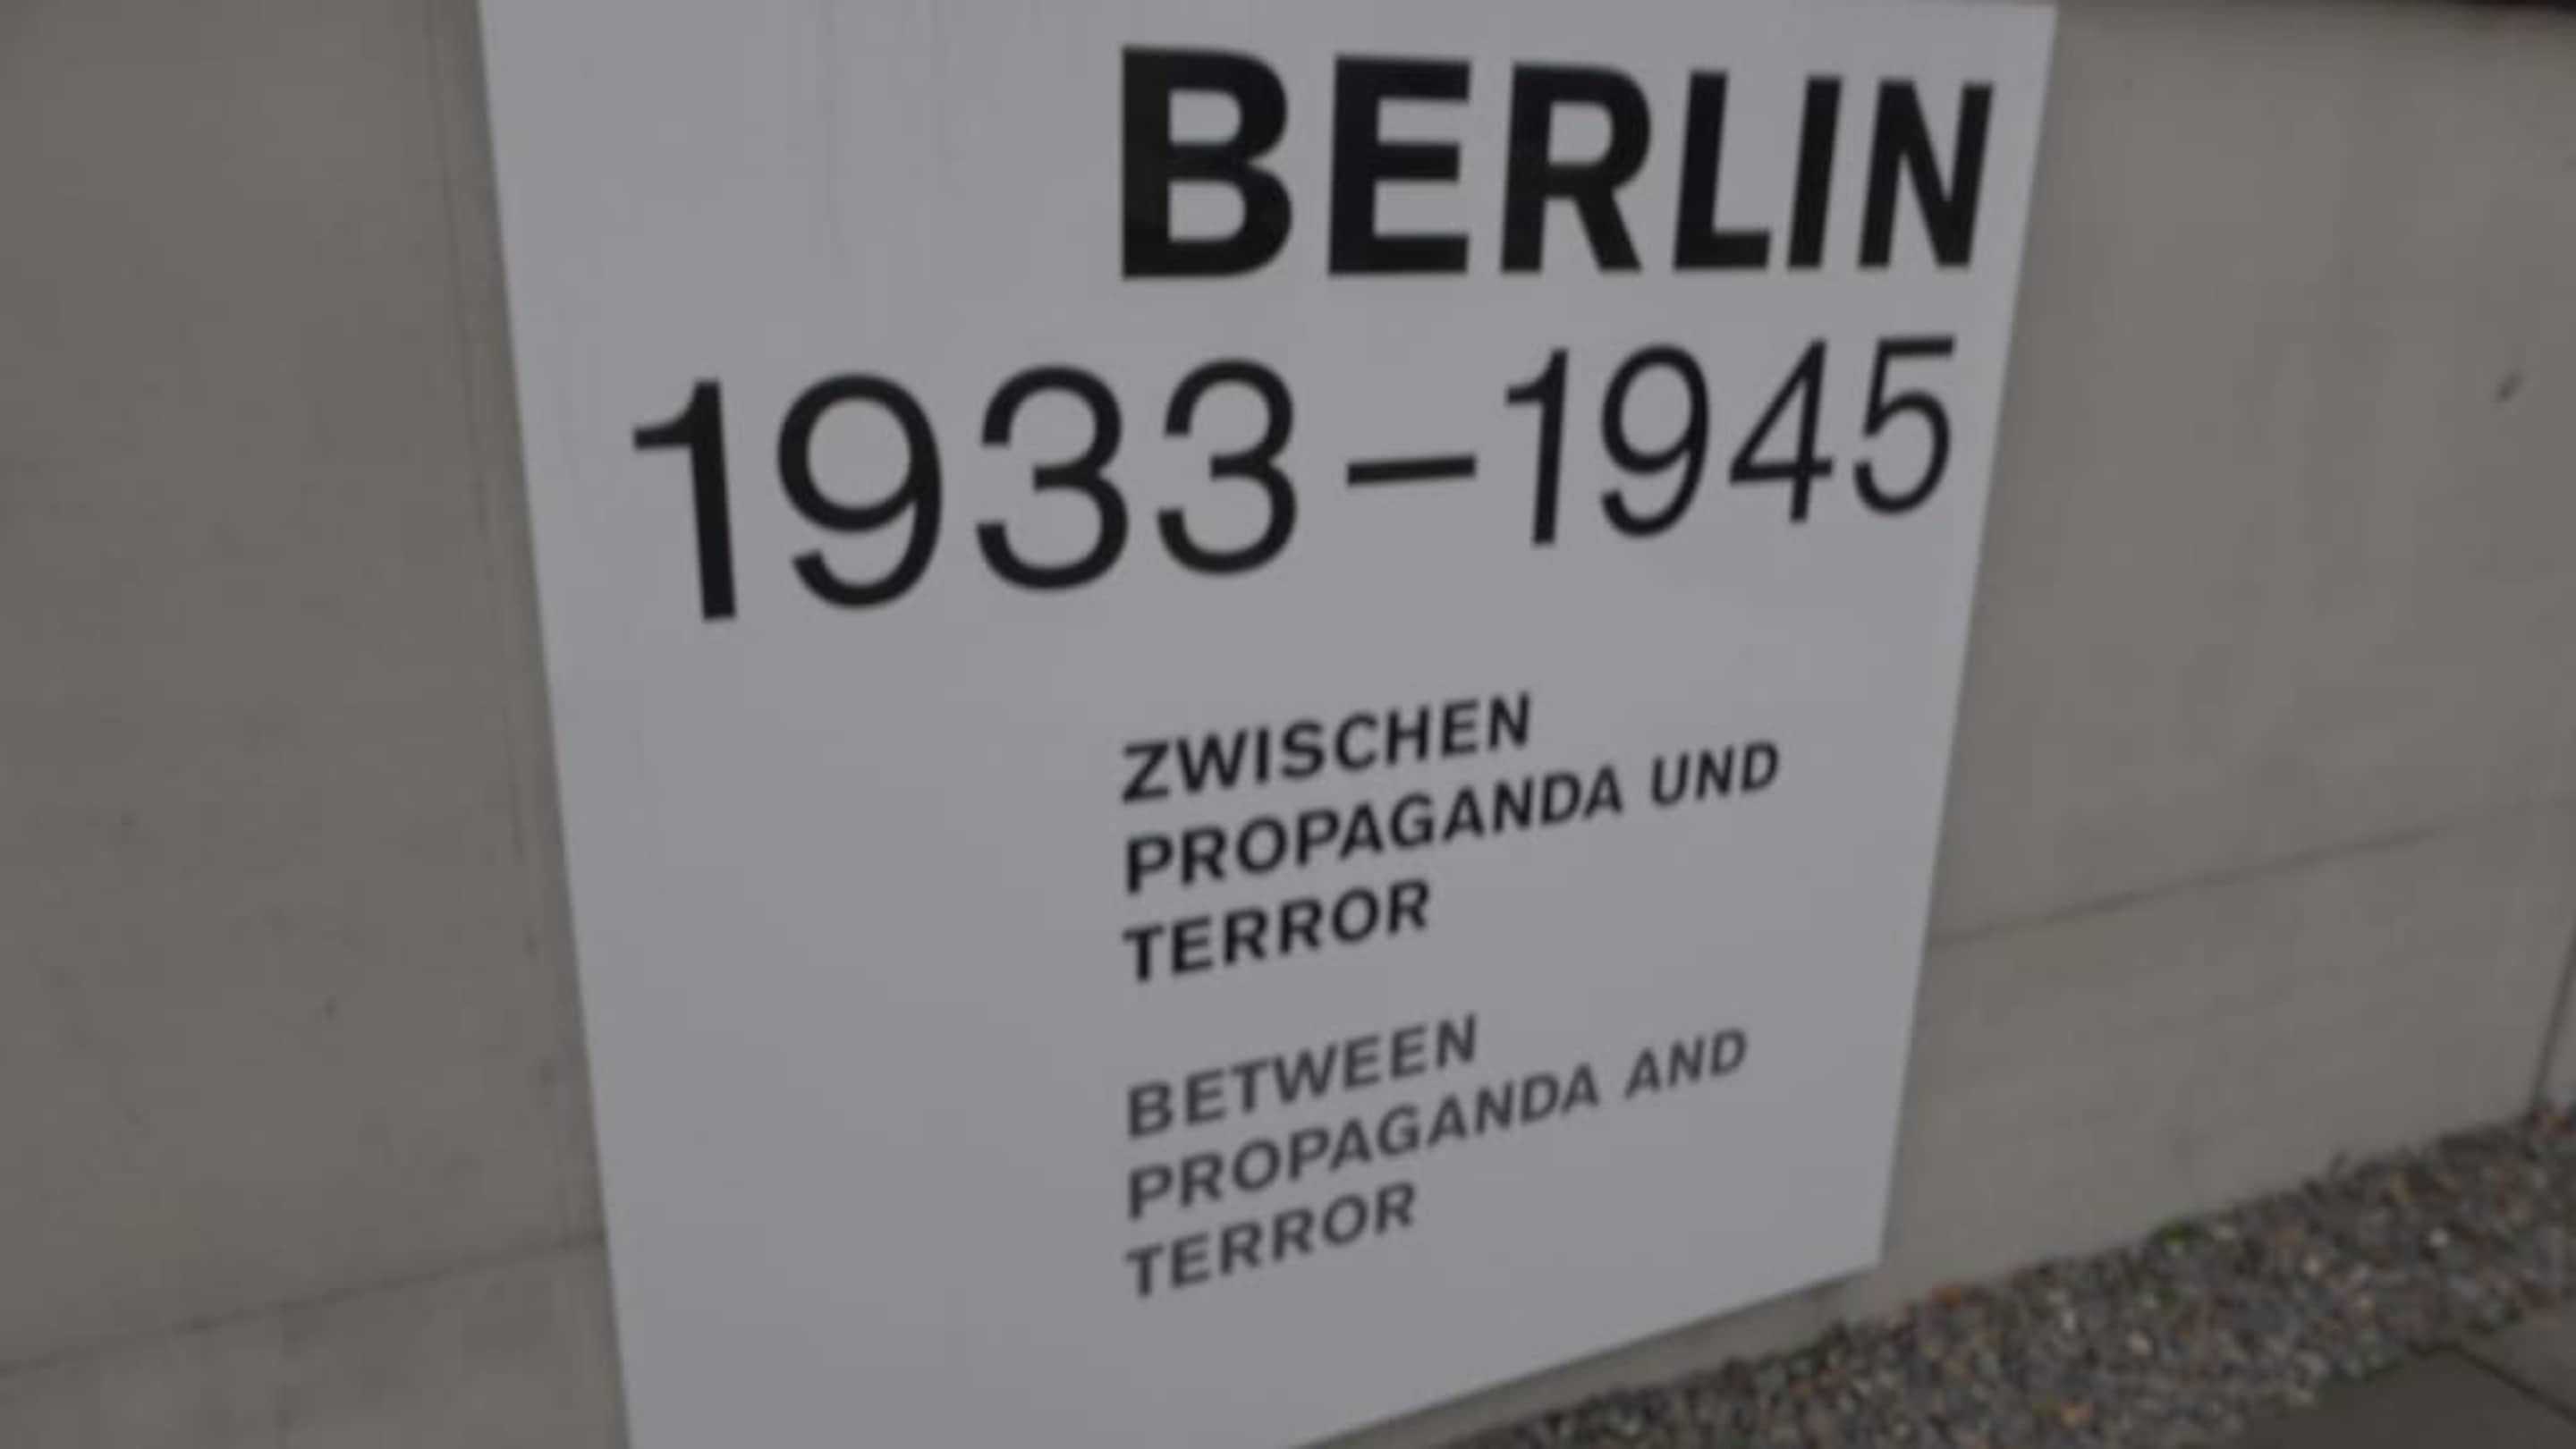 BERLIN
1933–1945
ZWISCHEN
PROPAGANDA UND
TERROR
BETWEEN
PROPAGANDA AND
TERROR